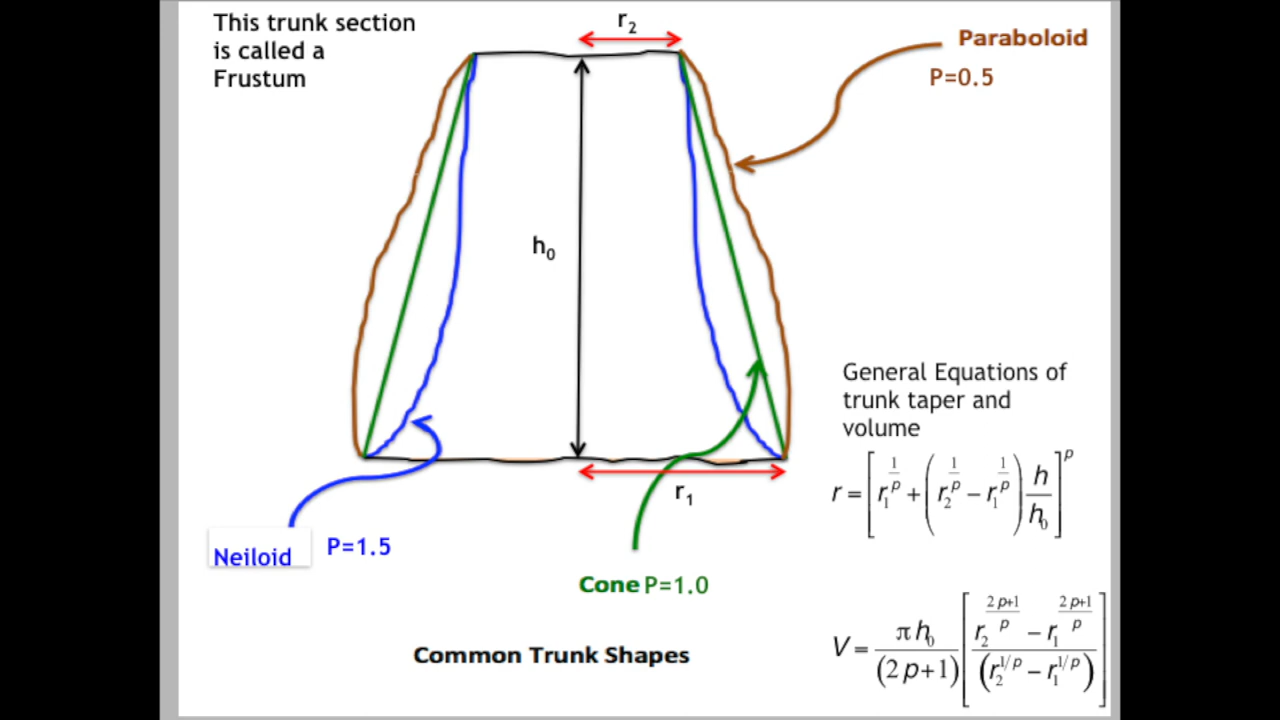 This trunk section
is called a
Frustum
r₂
Paraboloid
P=0.5
h₀
General Equations of
trunk taper and
volume
r = [r₁^(1/p) + (r₂^(1/p) − r₁^(1/p)) h/h₀]^p
r₁
Neiloid P=1.5
Cone P=1.0
V = πh₀/(2p+1) [(r₂^((2p+1)/p) − r₁^((2p+1)/p))/(r₂^(1/p) − r₁^(1/p))]
Common Trunk Shapes